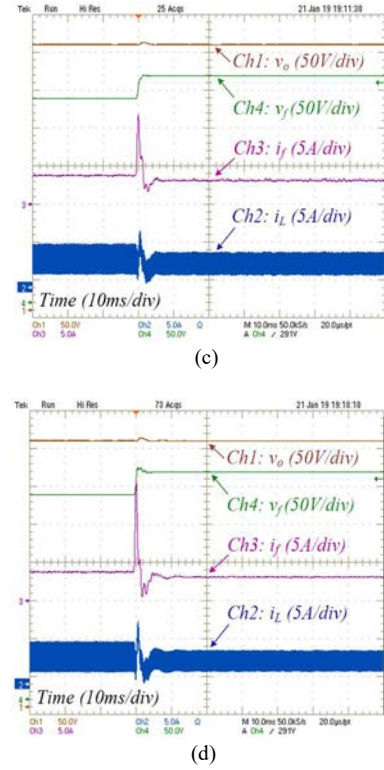 Tek Run Hi Res 25 Acqs 21 Jan 19 19:11:30
Ch1: vo (50V/div)
Ch4: vf (50V/div)
Ch3: if (5A/div)
3
Ch2: iL (5A/div)
2
Time (10ms/div)
4
1
Ch1 50.0V Ch2 5.0A Ω M 10.0ms 50.0kS/s 20.0µs/pt
Ch3 5.0A Ch4 50.0V A Ch4 ∕ 291V
(c)
Tek Run Hi Res 73 Acqs 21 Jan 19 19:18:10
Ch1: vo (50V/div)
Ch4: vf (50V/div)
Ch3: if (5A/div)
3
Ch2: iL (5A/div)
2
Time (10ms/div)
4
1
Ch1 50.0V Ch2 5.0A Ω M 10.0ms 50.0kS/s 20.0µs/pt
Ch3 5.0A Ch4 50.0V A Ch4 ∕ 291V
(d)